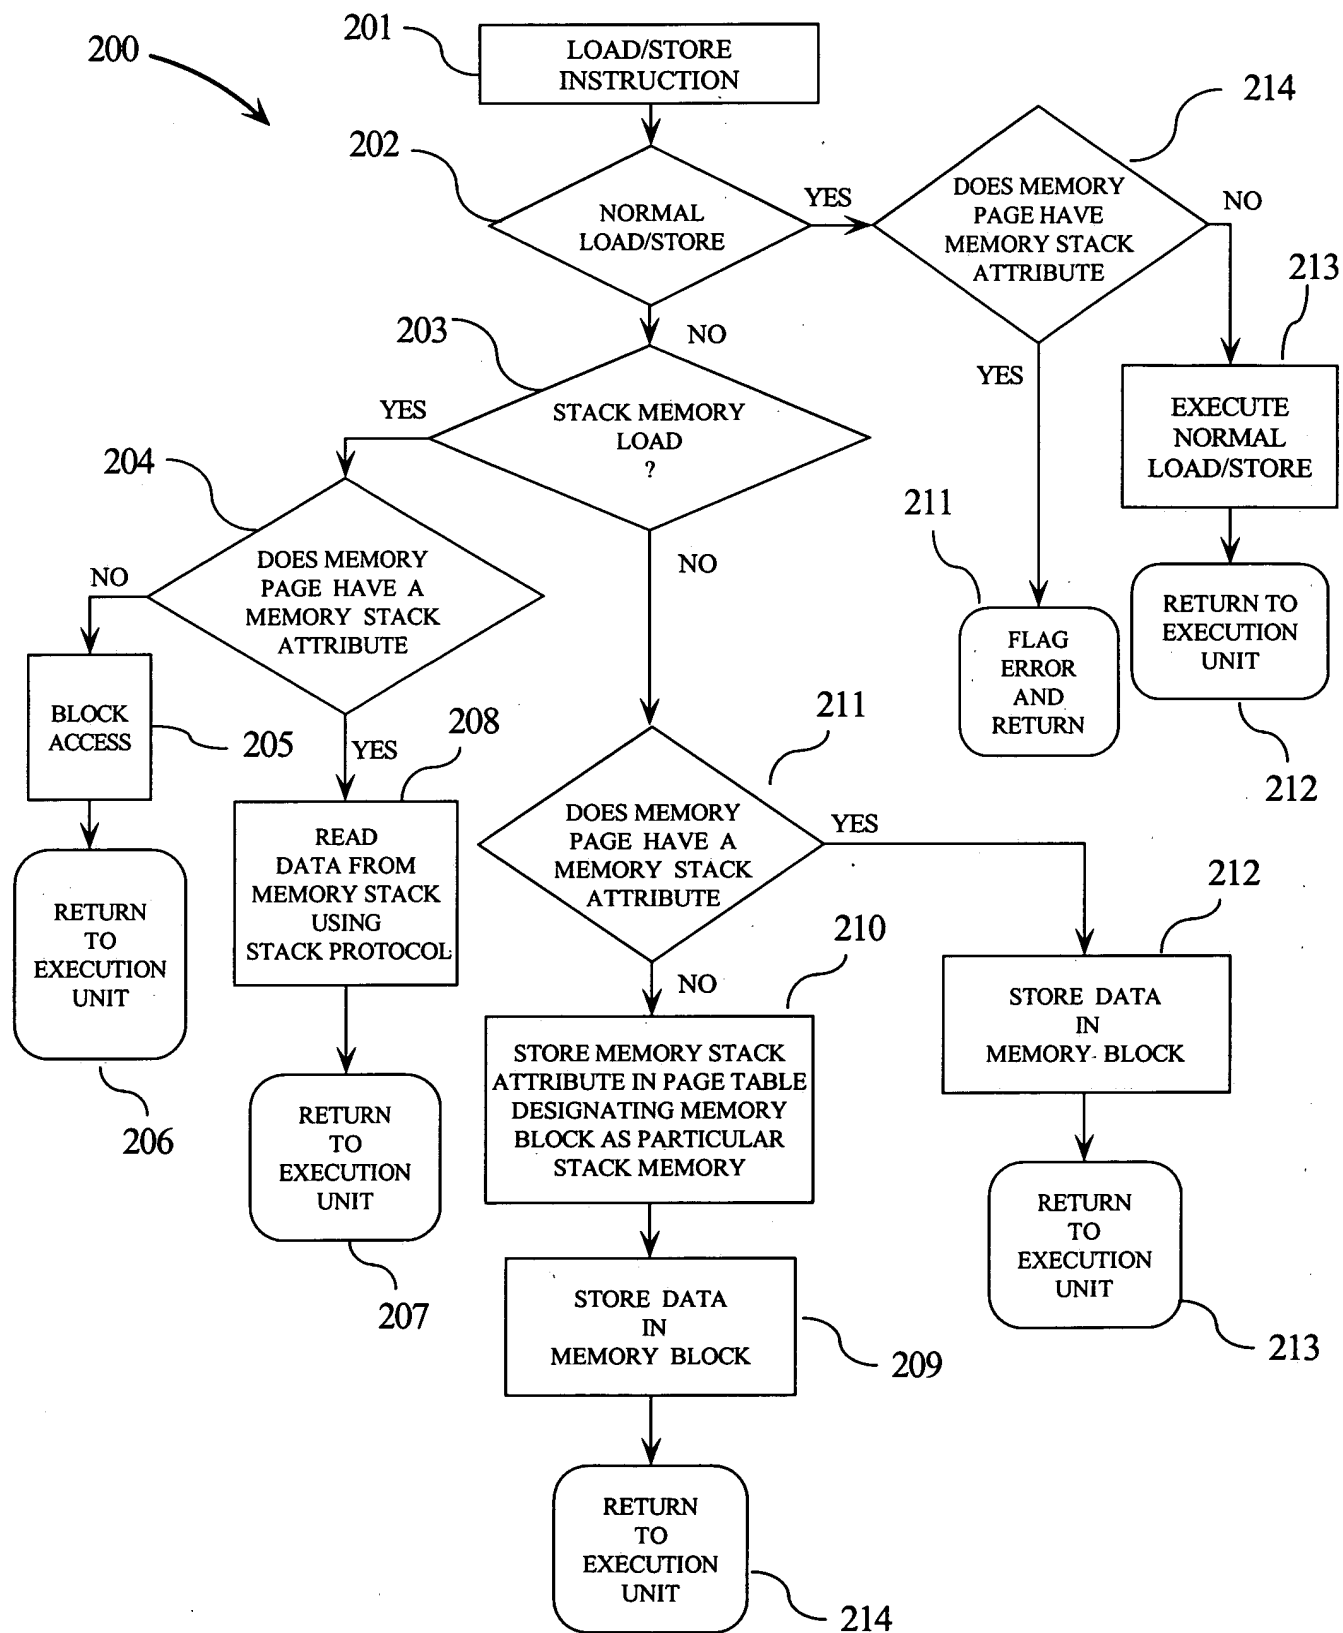 200
201
LOAD/STORE
INSTRUCTION
202
NORMAL
LOAD/STORE
YES
NO
214
DOES MEMORY
PAGE HAVE
MEMORY STACK
ATTRIBUTE
NO
YES
213
EXECUTE
NORMAL
LOAD/STORE
RETURN TO
EXECUTION
UNIT
212
211
FLAG
ERROR
AND
RETURN
203
STACK MEMORY
LOAD
?
YES
NO
204
DOES MEMORY
PAGE HAVE A
MEMORY STACK
ATTRIBUTE
NO
YES
BLOCK
ACCESS
205
RETURN
TO
EXECUTION
UNIT
206
208
READ
DATA FROM
MEMORY STACK
USING
STACK PROTOCOL
RETURN
TO
EXECUTION
UNIT
207
211
DOES MEMORY
PAGE HAVE A
MEMORY STACK
ATTRIBUTE
YES
NO
210
STORE MEMORY STACK
ATTRIBUTE IN PAGE TABLE
DESIGNATING MEMORY
BLOCK AS PARTICULAR
STACK MEMORY
STORE DATA
IN
MEMORY BLOCK
209
RETURN
TO
EXECUTION
UNIT
214
212
STORE DATA
IN
MEMORY BLOCK
RETURN
TO
EXECUTION
UNIT
213